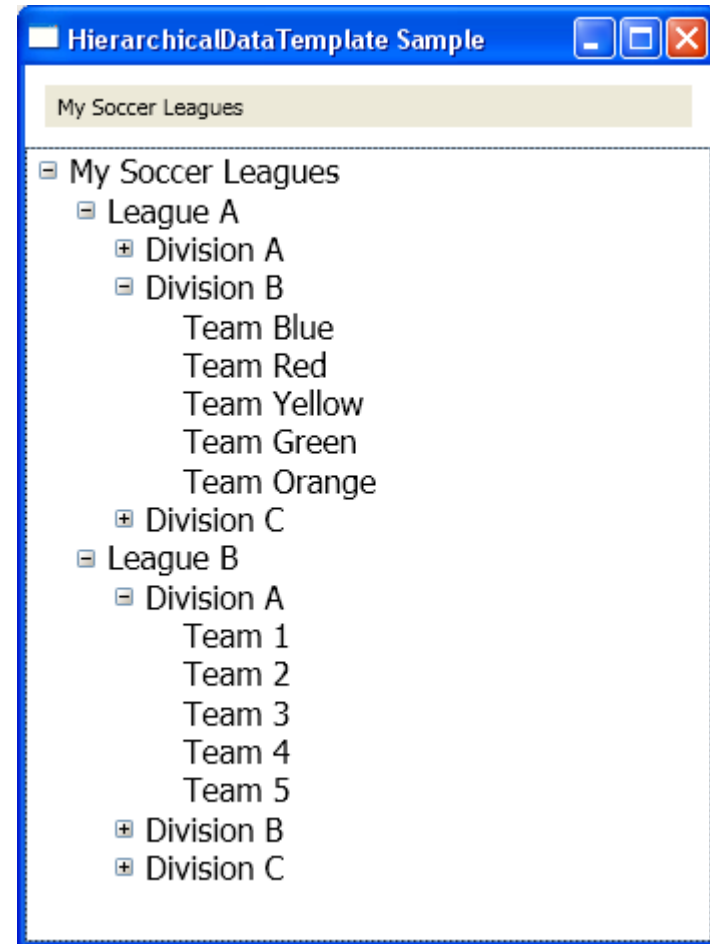 HierarchicalDataTemplate Sample
My Soccer Leagues
My Soccer Leagues
League A
Division A
Division B
Team Blue
Team Red
Team Yellow
Team Green
Team Orange
Division C
League B
Division A
Team 1
Team 2
Team 3
Team 4
Team 5
Division B
Division C